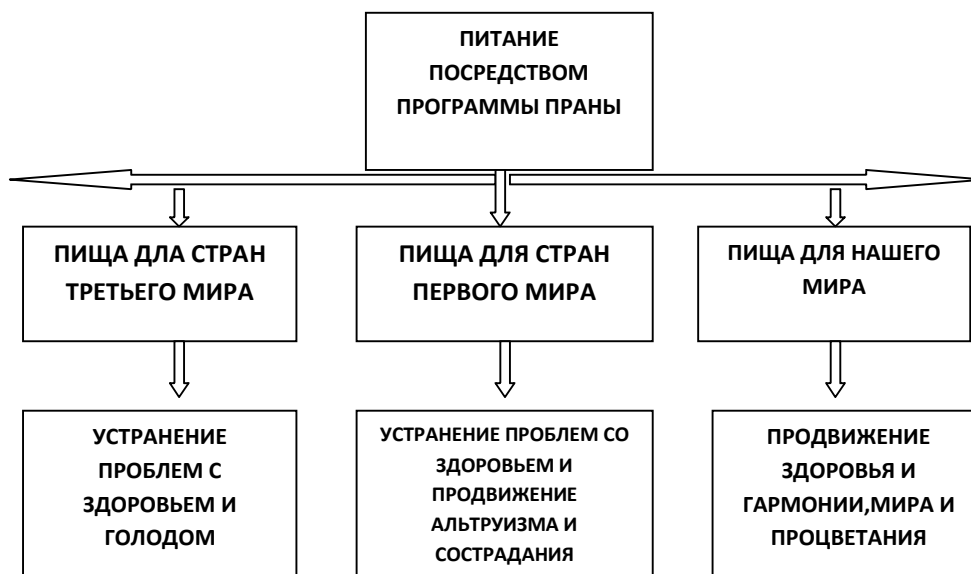 ПИТАНИЕ
ПОСРЕДСТВОМ
ПРОГРАММЫ ПРАНЫ
ПИЩА ДЛА СТРАН
ТРЕТЬЕГО МИРА
ПИЩА ДЛЯ СТРАН
ПЕРВОГО МИРА
ПИЩА ДЛЯ НАШЕГО
МИРА
УСТРАНЕНИЕ
ПРОБЛЕМ С
ЗДОРОВЬЕМ И
ГОЛОДОМ
УСТРАНЕНИЕ ПРОБЛЕМ СО
ЗДОРОВЬЕМ И
ПРОДВИЖЕНИЕ
АЛЬТРУИЗМА И
СОСТРАДАНИЯ
ПРОДВИЖЕНИЕ
ЗДОРОВЬЯ И
ГАРМОНИИ,МИРА И
ПРОЦВЕТАНИЯ